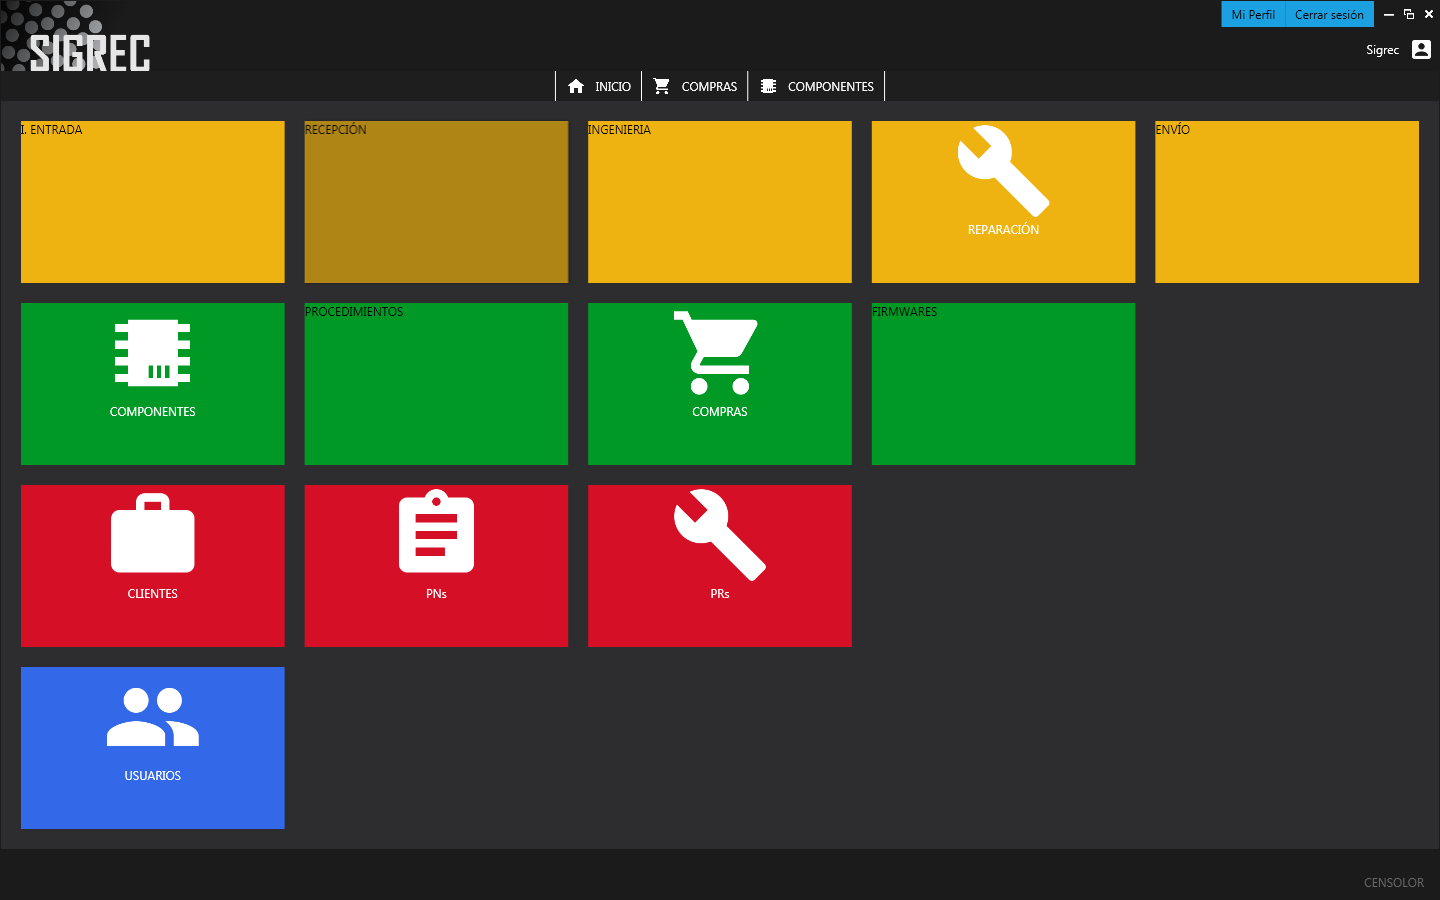 Mi Perfil
Cerrar sesión
SIGREC
Sigrec
INICIO
COMPRAS
COMPONENTES
I. ENTRADA
RECEPCIÓN
INGENIERIA
REPARACIÓN
ENVÍO
COMPONENTES
PROCEDIMIENTOS
COMPRAS
FIRMWARES
CLIENTES
PNs
PRs
USUARIOS
CENSOLOR